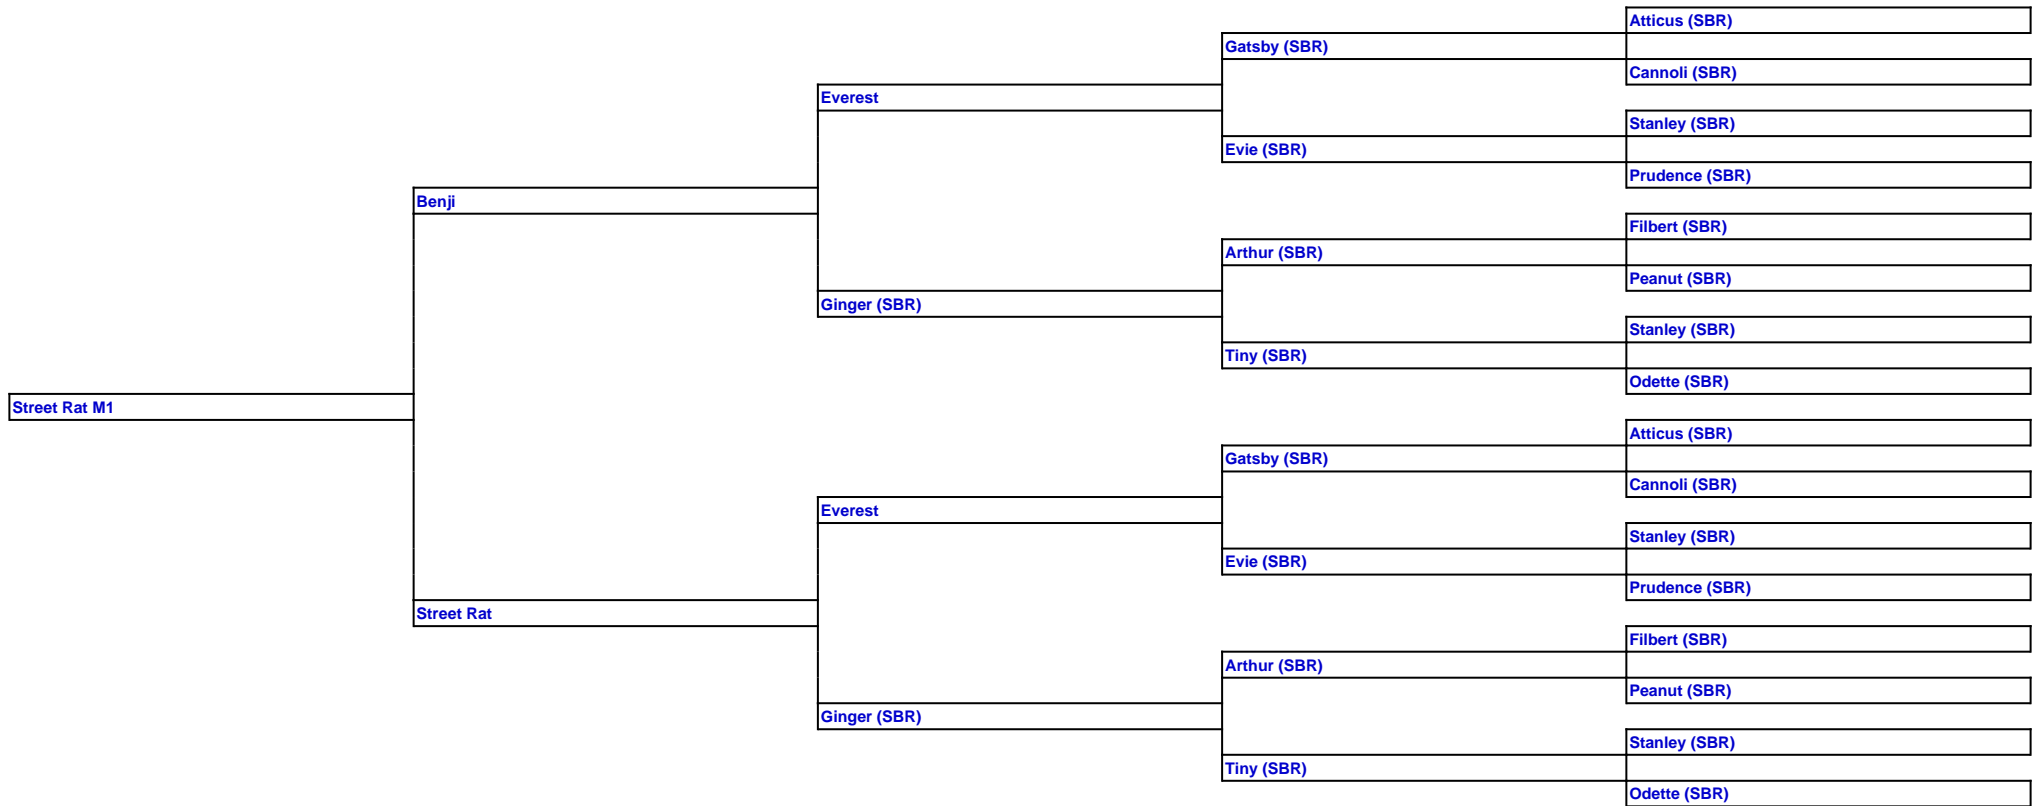 Atticus (SBR)
Gatsby (SBR)
Cannoli (SBR)
Everest
Stanley (SBR)
Evie (SBR)
Prudence (SBR)
Benji
Filbert (SBR)
Arthur (SBR)
Peanut (SBR)
Ginger (SBR)
Stanley (SBR)
Tiny (SBR)
Odette (SBR)
Street Rat M1
Atticus (SBR)
Gatsby (SBR)
Cannoli (SBR)
Everest
Stanley (SBR)
Evie (SBR)
Prudence (SBR)
Street Rat
Filbert (SBR)
Arthur (SBR)
Peanut (SBR)
Ginger (SBR)
Stanley (SBR)
Tiny (SBR)
Odette (SBR)